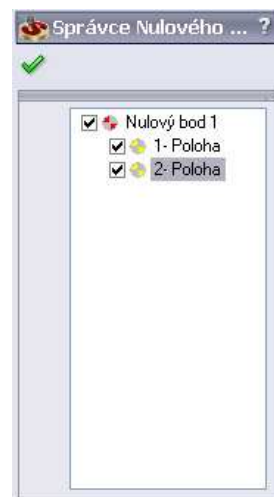 Správce Nulového ... ?
Nulový bod 1
1- Poloha
2- Poloha